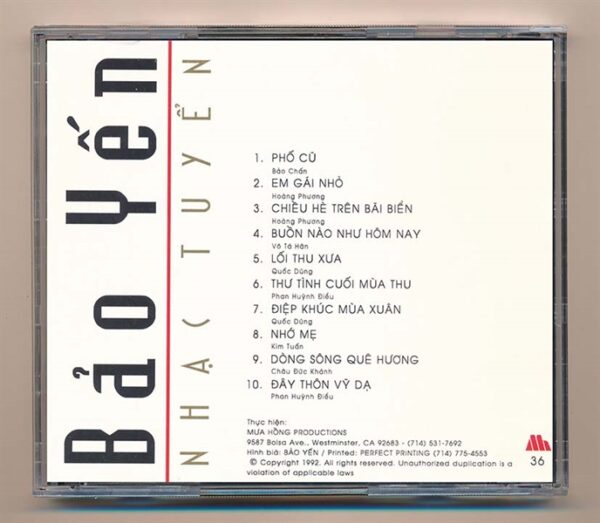 Bảo Yến
NHẠC TUYỂN
1. PHỐ CŨ
Bảo Chấn
2. EM GÁI NHỎ
Hoàng Phương
3. CHIỀU HÈ TRÊN BÃI BIỂN
Hoàng Phương
4. BUỒN NÀO NHƯ HÔM NAY
Võ Tá Hân
5. LỐI THU XƯA
Quốc Dũng
6. THƯ TÌNH CUỐI MÙA THU
Phan Huỳnh Điểu
7. ĐIỆP KHÚC MÙA XUÂN
Quốc Dũng
8. NHỚ MẸ
Kim Tuấn
9. DÒNG SÔNG QUÊ HƯƠNG
Châu Đức Khánh
10. ĐÂY THÔN VỸ DẠ
Phan Huỳnh Điểu
Thực hiện:
MƯA HỒNG PRODUCTIONS
9587 Bolsa Ave., Westminster, CA 92683 - (714) 531-7692
Hình bìa: BẢO YẾN / Printed: PERFECT PRINTING (714) 775-4553
© Copyright 1992. All rights reserved. Unauthorized duplication is a
violation of applicable laws
36